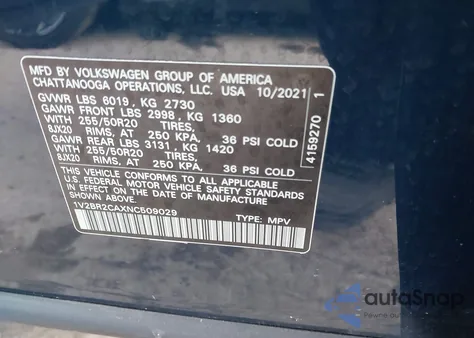 MFD BY VOLKSWAGEN GROUP OF AMERICA
CHATTANOOGA OPERATIONS, LLC. USA 10/2021
GVWR LBS 6019, KG 2730
GAWR FRONT LBS 2998, KG 1360
WITH 255/50R20 TIRES,
8JX20 RIMS, AT 250 KPA, 36 PSI COLD
GAWR REAR LBS 3131, KG 1420
WITH 255/50R20 TIRES,
8JX20 RIMS, AT 250 KPA, 36 PSI COLD
THIS VEHICLE CONFORMS TO ALL APPLICABLE
U.S. FEDERAL MOTOR VEHICLE SAFETY STANDARDS
IN EFFECT ON THE DATE OF MANUFACTURE
SHOWN ABOVE.
1V2BR2CAXNC509029 TYPE: MPV
4159270 1
autoSnap